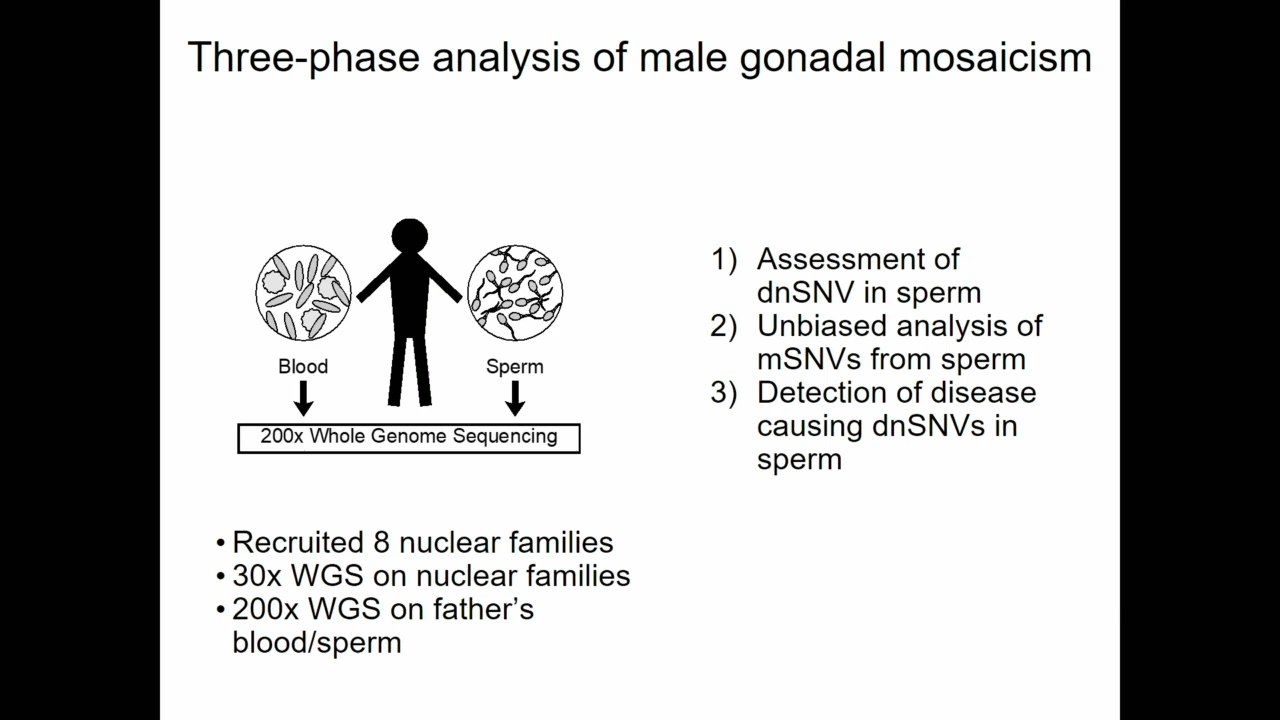 Three-phase analysis of male gonadal mosaicism
Blood
Sperm
200x Whole Genome Sequencing
1) Assessment of
dnSNV in sperm
2) Unbiased analysis of
mSNVs from sperm
3) Detection of disease
causing dnSNVs in
sperm
• Recruited 8 nuclear families
• 30x WGS on nuclear families
• 200x WGS on father’s
blood/sperm